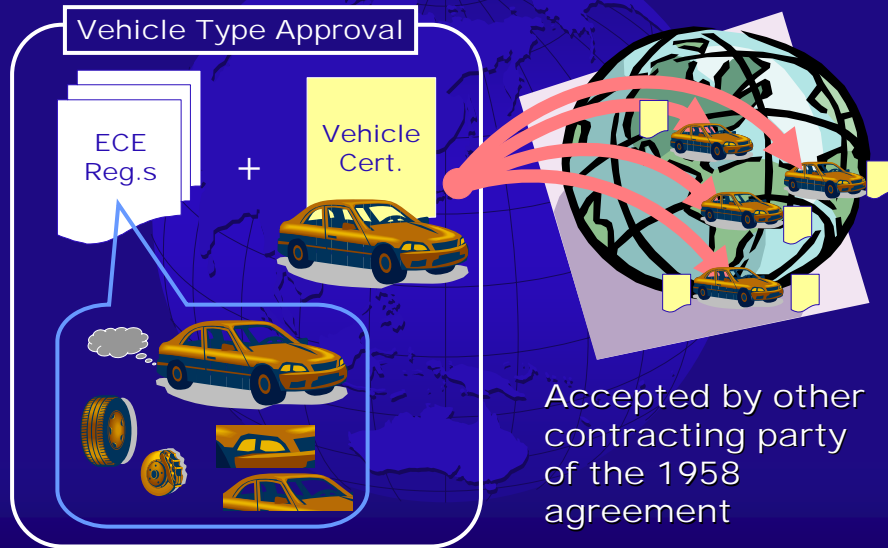 Vehicle Type Approval
ECE
Reg.s
+
Vehicle
Cert.
Accepted by other
contracting party
of the 1958
agreement